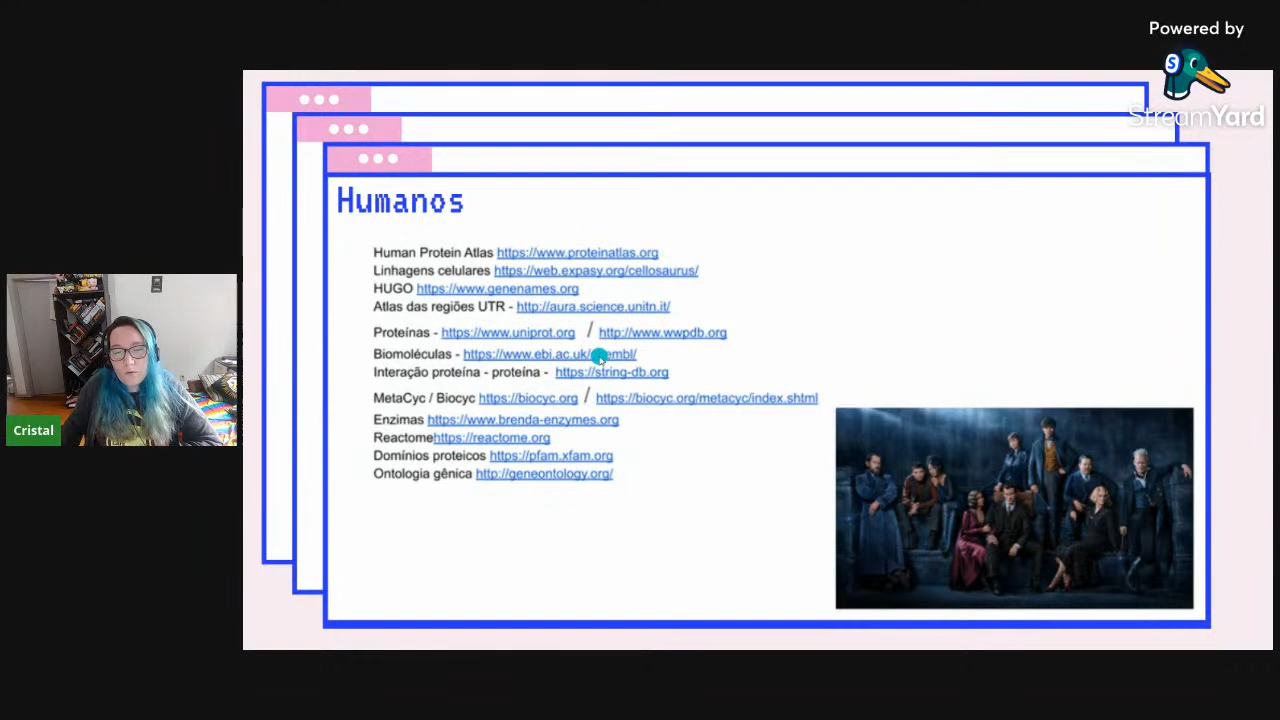 Powered by
StreamYard
Humanos
Human Protein Atlas https://www.proteinatlas.org
Linhagens celulares https://web.expasy.org/cellosaurus/
HUGO https://www.genenames.org
Atlas das regiões UTR - http://aura.science.unitn.it/
Proteínas - https://www.uniprot.org / http://www.wwpdb.org
Biomoléculas - https://www.ebi.ac.uk/
Interação proteína - proteína - https://string-db.org
MetaCyc / Biocyc https://biocyc.org / https://biocyc.org/metacyc/index.shtml
Enzimas https://www.brenda-enzymes.org
Reactomehttps://reactome.org
Domínios proteicos https://pfam.xfam.org
Ontologia gênica http://geneontology.org/
Cristal